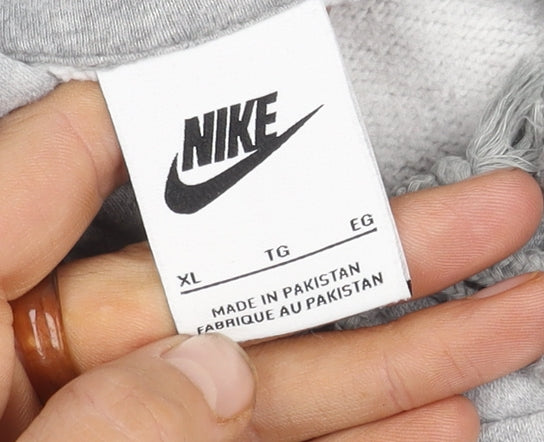 NIKE
XL TG EG
MADE IN PAKISTAN
FABRIQUE AU PAKISTAN